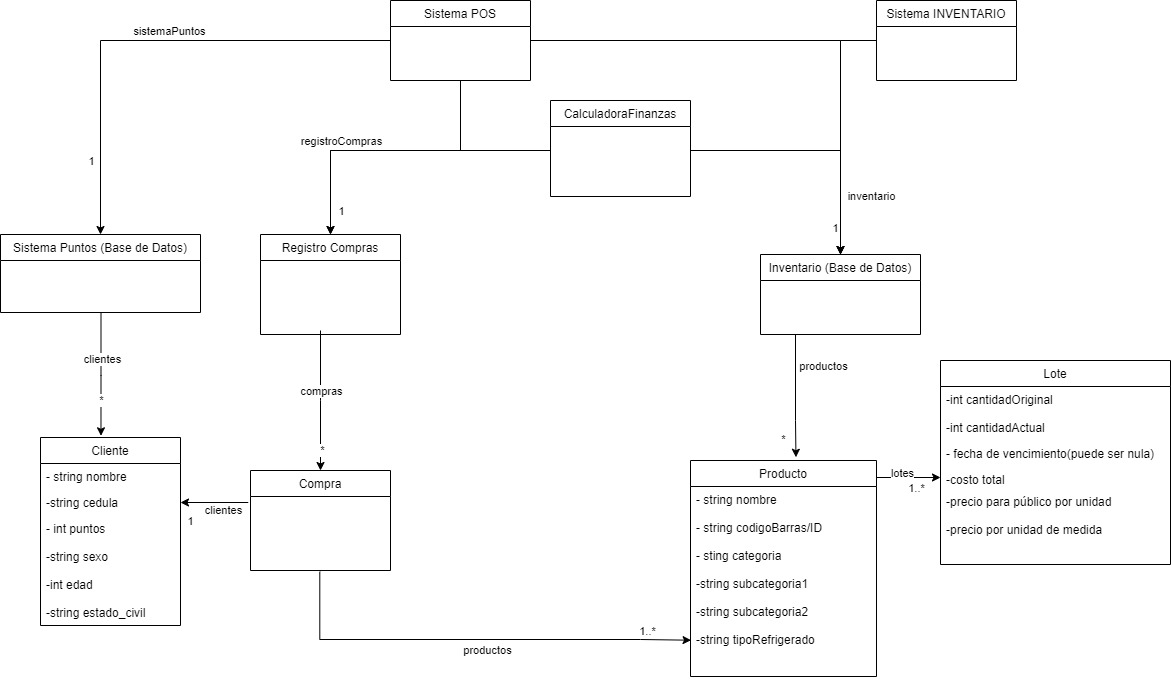 Sistema POS
Sistema INVENTARIO
sistemaPuntos
CalculadoraFinanzas
registroCompras
1
inventario
1
1
Sistema Puntos (Base de Datos)
Registro Compras
Inventario (Base de Datos)
clientes
*
compras
*
productos
*
Cliente
- string nombre
-string cedula
- int puntos
-string sexo
-int edad
-string estado_civil
Compra
clientes
1
productos
1..*
Producto
- string nombre
- string codigoBarras/ID
- sting categoria
-string subcategoria1
-string subcategoria2
-string tipoRefrigerado
lotes
1..*
Lote
-int cantidadOriginal
-int cantidadActual
- fecha de vencimiento(puede ser nula)
-costo total
-precio para público por unidad
-precio por unidad de medida